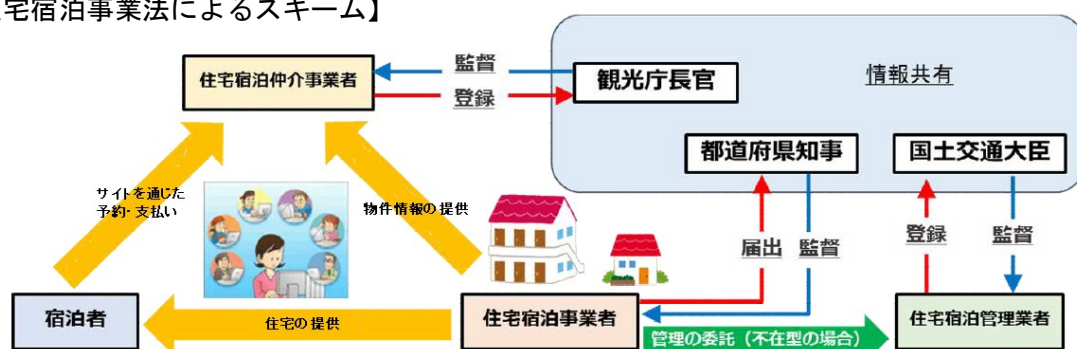 宅宿泊事業法によるスキーム】
住宅宿泊仲介事業者
監督
登録
観光庁長官
情報共有
都道府県知事
国土交通大臣
サイトを通じた
予約・支払い
物件情報の提供
届出
監督
登録
監督
宿泊者
住宅の提供
住宅宿泊事業者
管理の委託（不在型の場合）
住宅宿泊管理業者